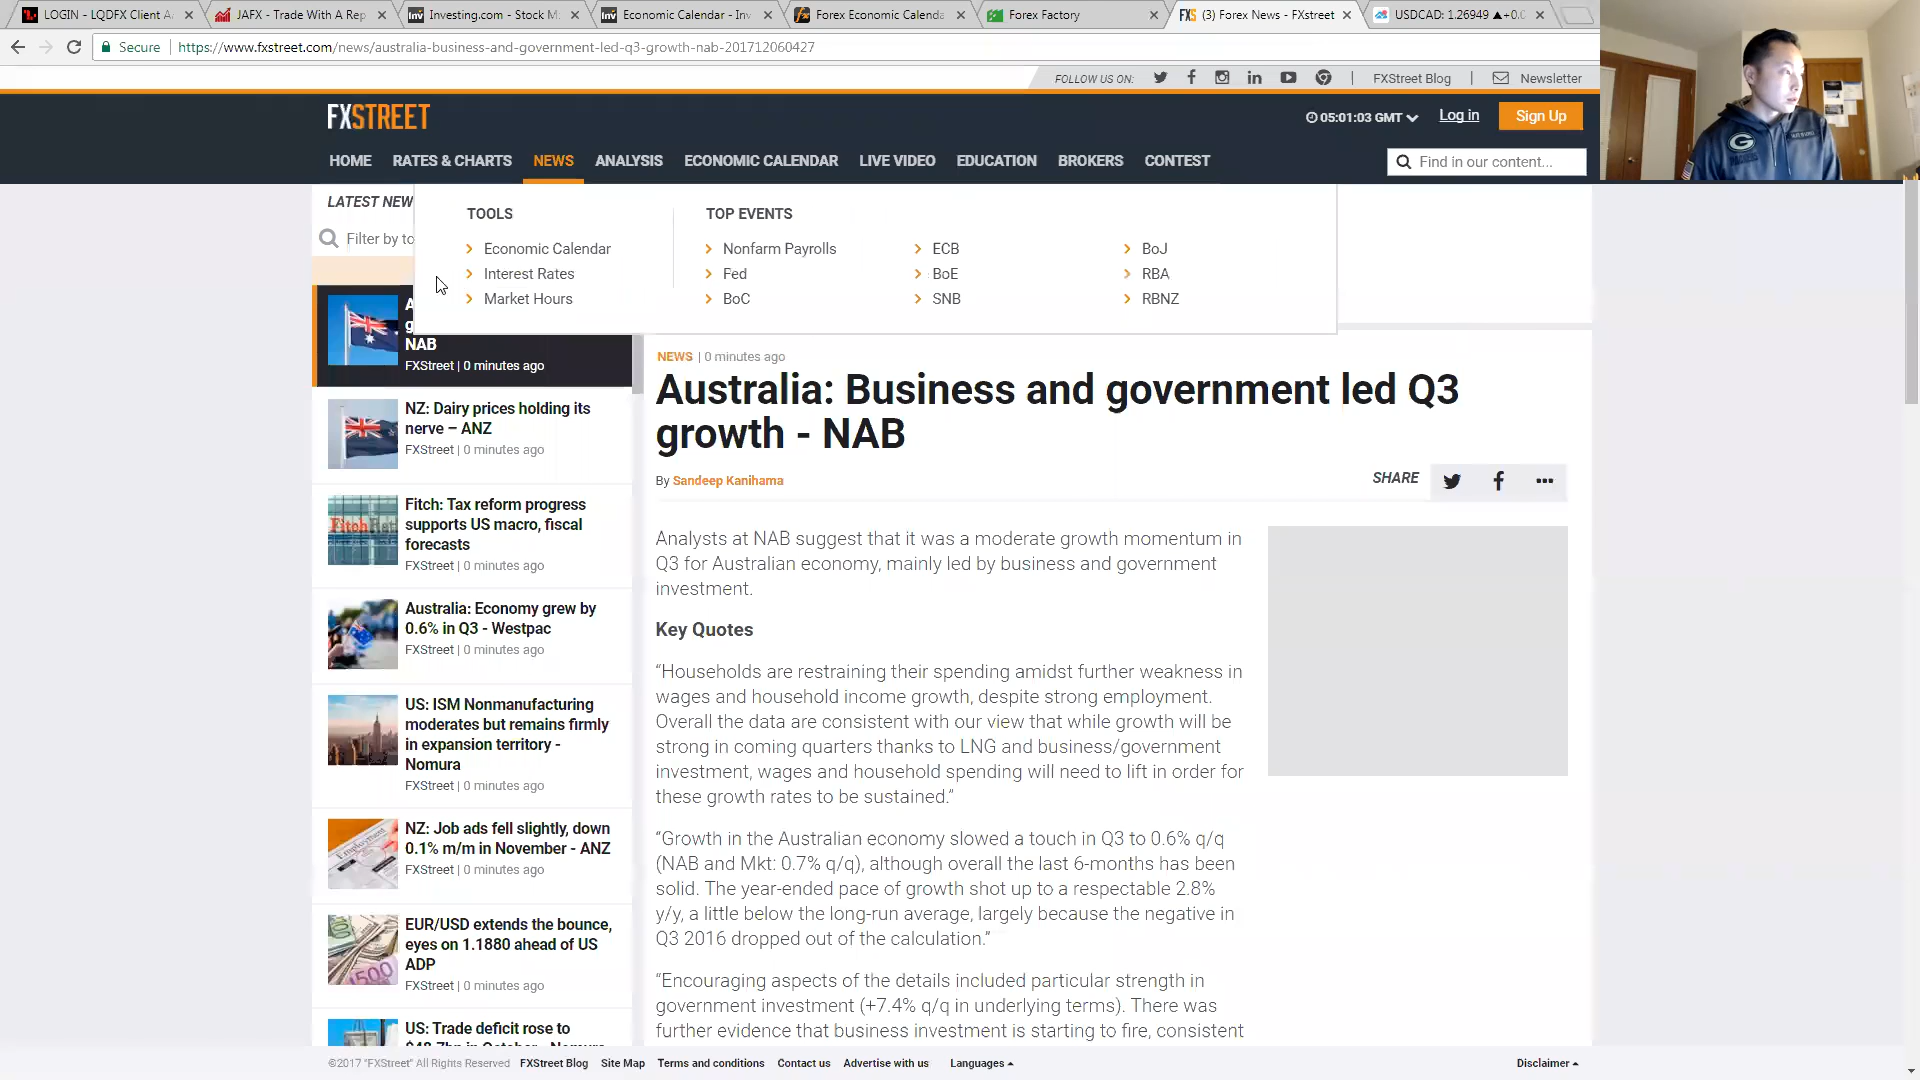 LOGIN - LQDFX Client A
JAFX - Trade With A Rep
Investing.com - Stock M
Economic Calendar - Inv
Forex Economic Calenda
Forex Factory
(3) Forex News - FXstreet
USDCAD: 1.26949 ▲+0.0
Secure | https://www.fxstreet.com/news/australia-business-and-government-led-q3-growth-nab-201712060427
FOLLOW US ON: | FXStreet Blog | Newsletter
FXSTREET
05:01:03 GMT Log in Sign Up
HOME RATES & CHARTS NEWS ANALYSIS ECONOMIC CALENDAR LIVE VIDEO EDUCATION BROKERS CONTEST
Find in our content...
LATEST NEW
Filter by to
TOOLS
Economic Calendar
Interest Rates
Market Hours
TOP EVENTS
Nonfarm Payrolls
Fed
BoC
ECB
BoE
SNB
BoJ
RBA
RBNZ
NAB
FXStreet | 0 minutes ago
NZ: Dairy prices holding its
nerve – ANZ
FXStreet | 0 minutes ago
Fitch: Tax reform progress
supports US macro, fiscal
forecasts
FXStreet | 0 minutes ago
Australia: Economy grew by
0.6% in Q3 - Westpac
FXStreet | 0 minutes ago
US: ISM Nonmanufacturing
moderates but remains firmly
in expansion territory -
Nomura
FXStreet | 0 minutes ago
NZ: Job ads fell slightly, down
0.1% m/m in November - ANZ
FXStreet | 0 minutes ago
EUR/USD extends the bounce,
eyes on 1.1880 ahead of US
ADP
FXStreet | 0 minutes ago
US: Trade deficit rose to
NEWS | 0 minutes ago
Australia: Business and government led Q3
growth - NAB
By Sandeep Kanihama
SHARE
Analysts at NAB suggest that it was a moderate growth momentum in
Q3 for Australian economy, mainly led by business and government
investment.
Key Quotes
“Households are restraining their spending amidst further weakness in
wages and household income growth, despite strong employment.
Overall the data are consistent with our view that while growth will be
strong in coming quarters thanks to LNG and business/government
investment, wages and household spending will need to lift in order for
these growth rates to be sustained.”
“Growth in the Australian economy slowed a touch in Q3 to 0.6% q/q
(NAB and Mkt: 0.7% q/q), although overall the last 6-months has been
solid. The year-ended pace of growth shot up to a respectable 2.8%
y/y, a little below the long-run average, largely because the negative in
Q3 2016 dropped out of the calculation.”
“Encouraging aspects of the details included particular strength in
government investment (+7.4% q/q in underlying terms). There was
further evidence that business investment is starting to fire, consistent
©2017 "FXStreet" All Rights Reserved FXStreet Blog Site Map Terms and conditions Contact us Advertise with us Languages Disclaimer